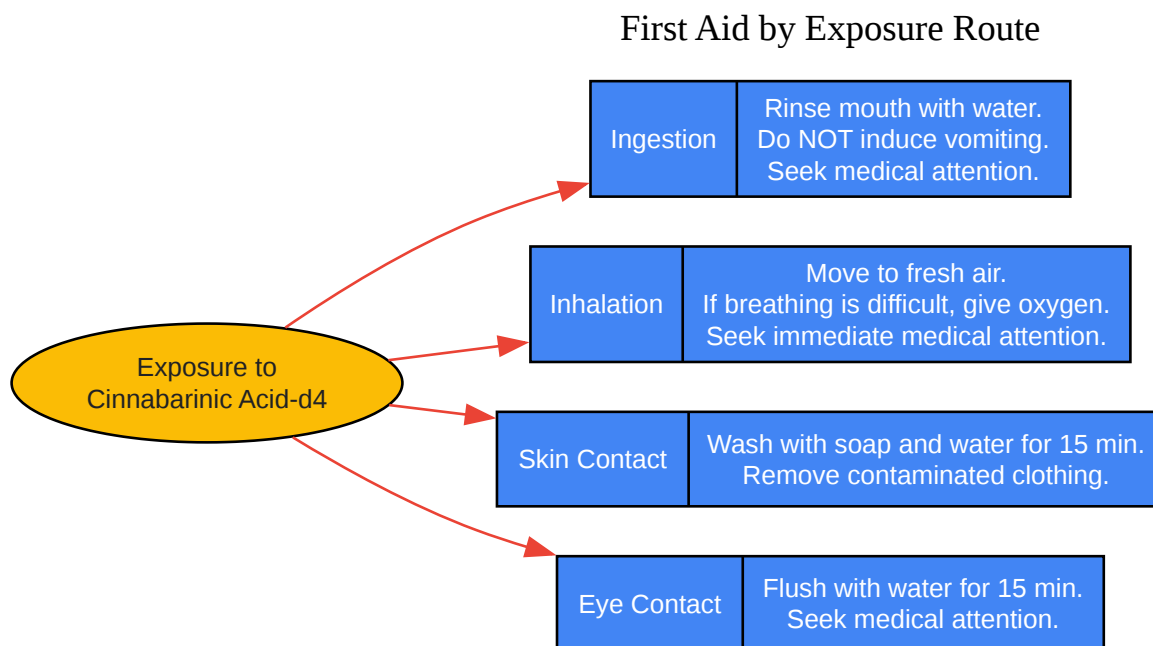 First Aid by Exposure Route
Ingestion
Rinse mouth with water.
Do NOT induce vomiting.
Seek medical attention.
Inhalation
Move to fresh air.
If breathing is difficult, give oxygen.
Seek immediate medical attention.
Exposure to
Cinnabarinic Acid-d4
Skin Contact
Wash with soap and water for 15 min.
Remove contaminated clothing.
Eye Contact
Flush with water for 15 min.
Seek medical attention.